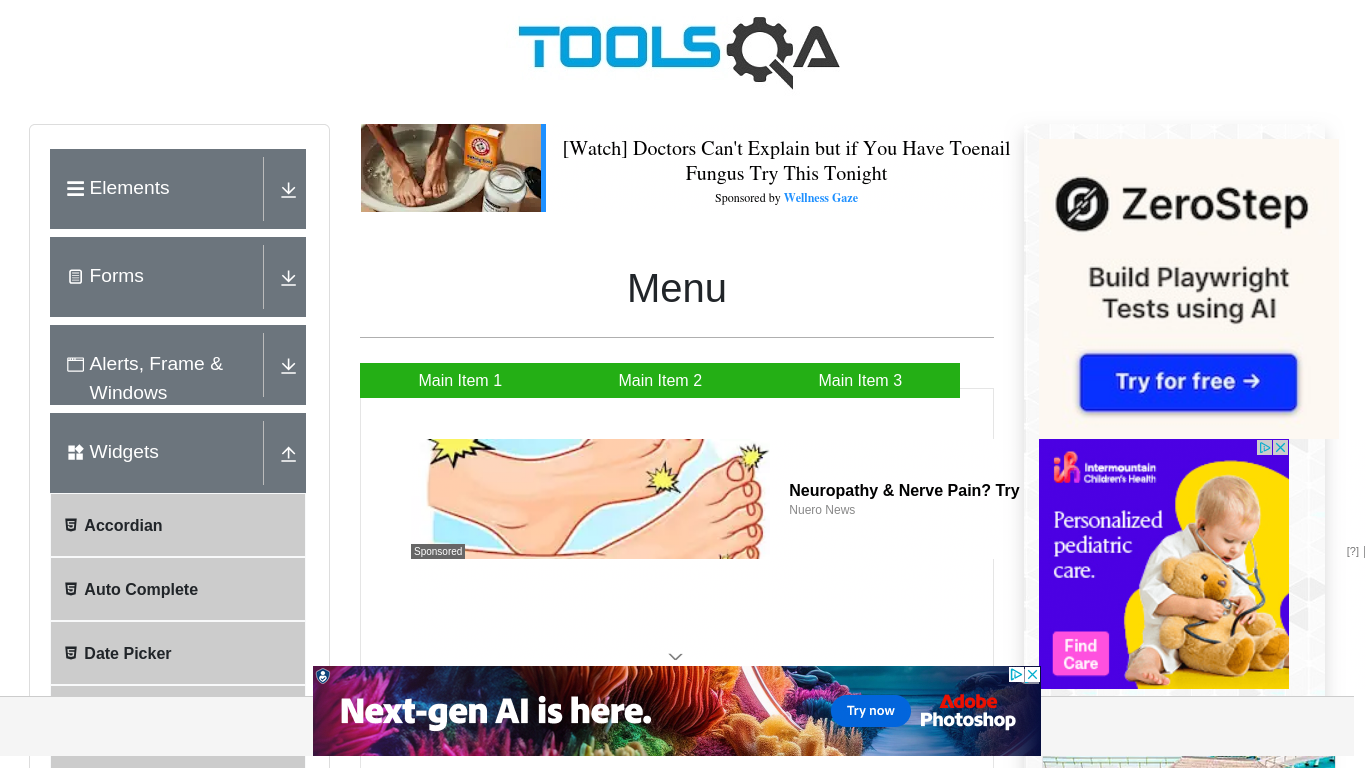 TOOLSQA
Elements
Forms
Alerts, Frame &
Windows
Widgets
Accordian
Auto Complete
Date Picker
[Watch] Doctors Can't Explain but if You Have Toenail
Fungus Try This Tonight
Sponsored by Wellness Gaze
Menu
Main Item 1
Main Item 2
Main Item 3
Sponsored
Neuropathy & Nerve Pain? Try
Nuero News
ZeroStep
Build Playwright
Tests using AI
Try for free →
Intermountain
Children's Health
Personalized
pediatric
care.
Find
Care
[?]
Next-gen AI is here.
Try now
Adobe
Photoshop